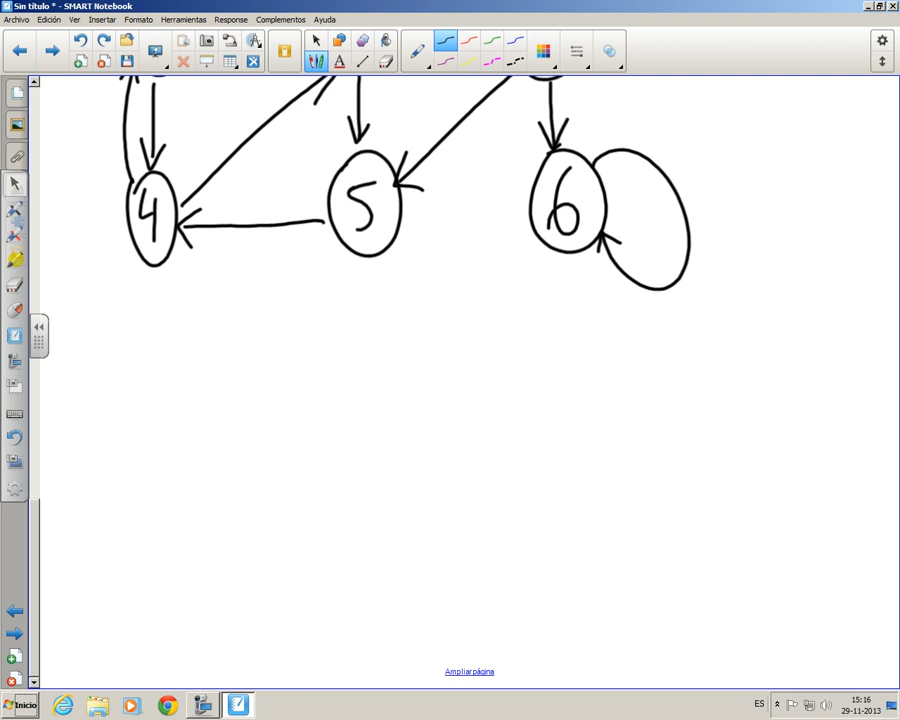 Sin título * - SMART Notebook
Archivo Edición Ver Insertar Formato Herramientas Response Complementos Ayuda
4 5 6
Ampliar página
Inicio
ES
15:16
29-11-2013